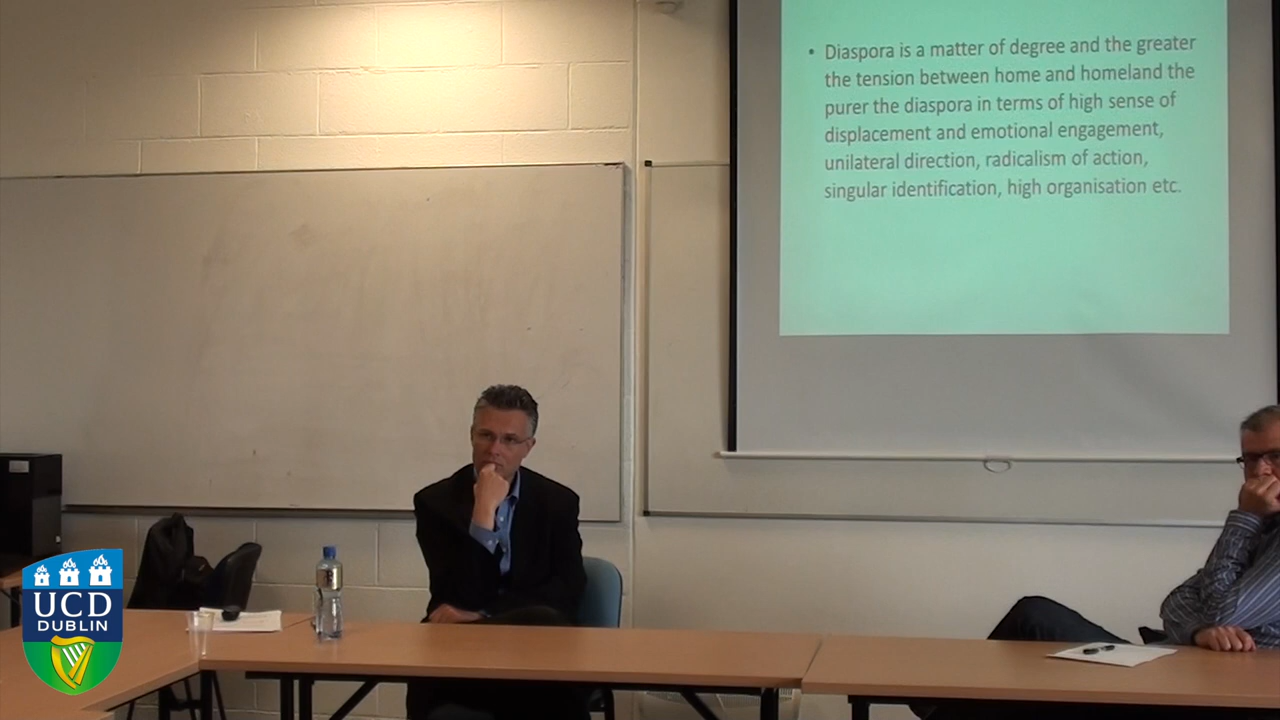 • Diaspora is a matter of degree and the greater
the tension between home and homeland the
purer the diaspora in terms of high sense of
displacement and emotional engagement,
unilateral direction, radicalism of action,
singular identification, high organisation etc.
UCD
DUBLIN